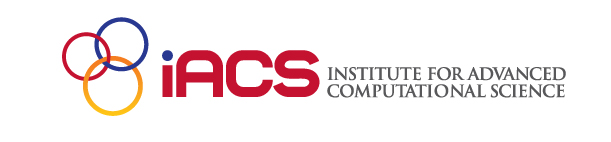 iACS
INSTITUTE FOR ADVANCED
COMPUTATIONAL SCIENCE